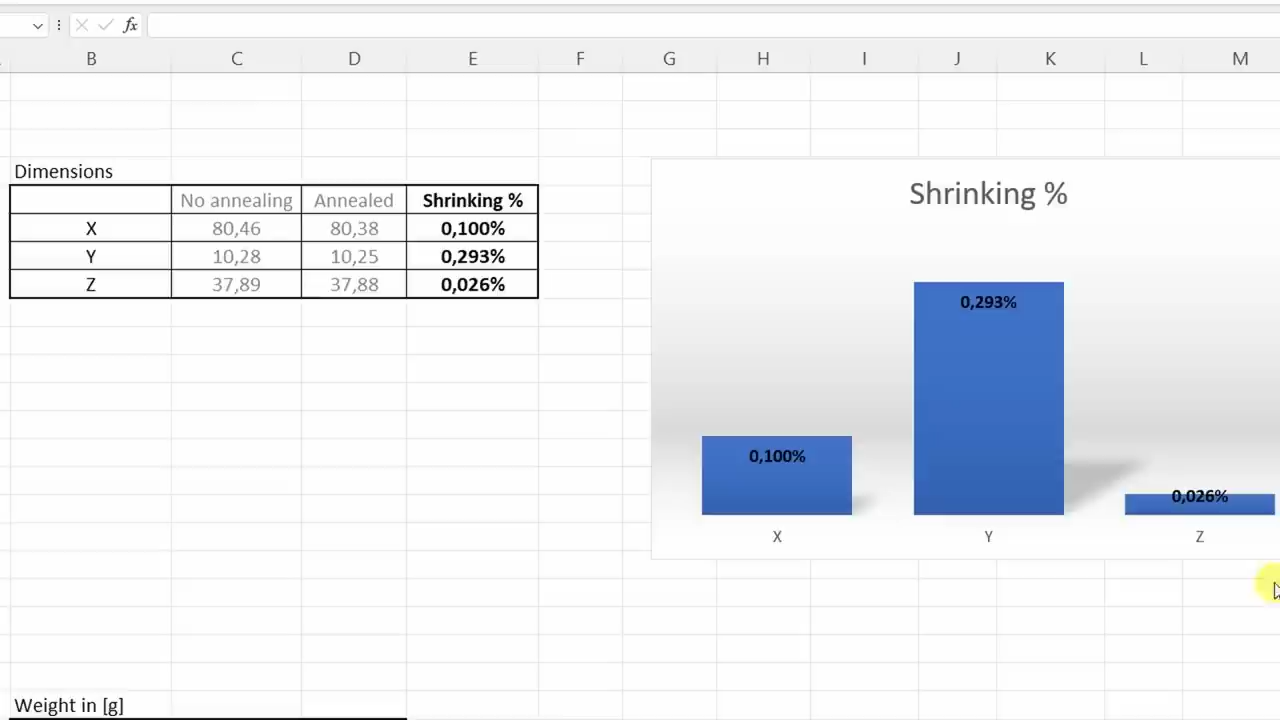 fx
B C D E F G H I J K L M
Dimensions
No annealing Annealed Shrinking %
X 80,46 80,38 0,100%
Y 10,28 10,25 0,293%
Z 37,89 37,88 0,026%
Shrinking %
0,293%
0,100%
0,026%
X Y Z
Weight in [g]